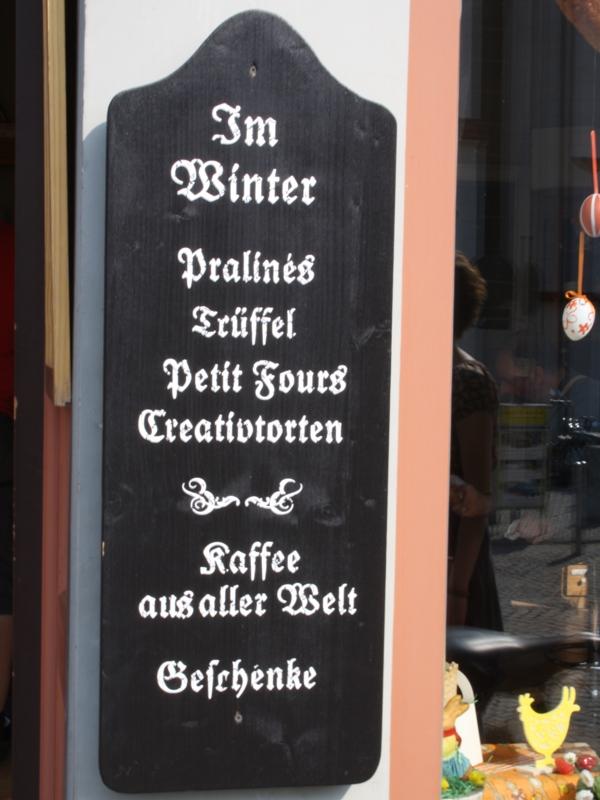 Im
Winter
Pralinés
Trüffel
Petit Fours
Creativtorten
Kaffee
aus aller Welt
Geschenke